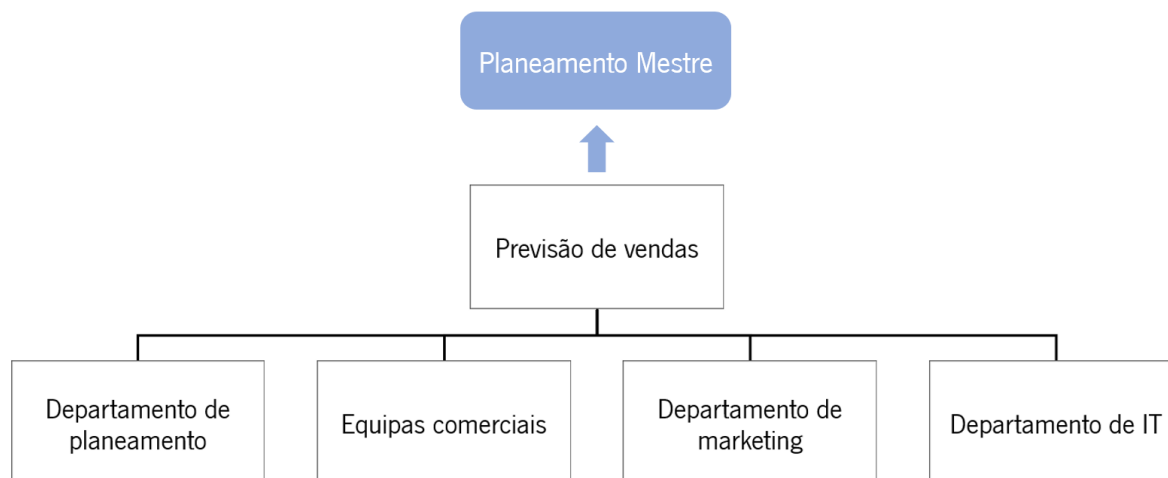 Planeamento Mestre
Previsão de vendas
Departamento de
planeamento
Equipas comerciais
Departamento de
marketing
Departamento de IT